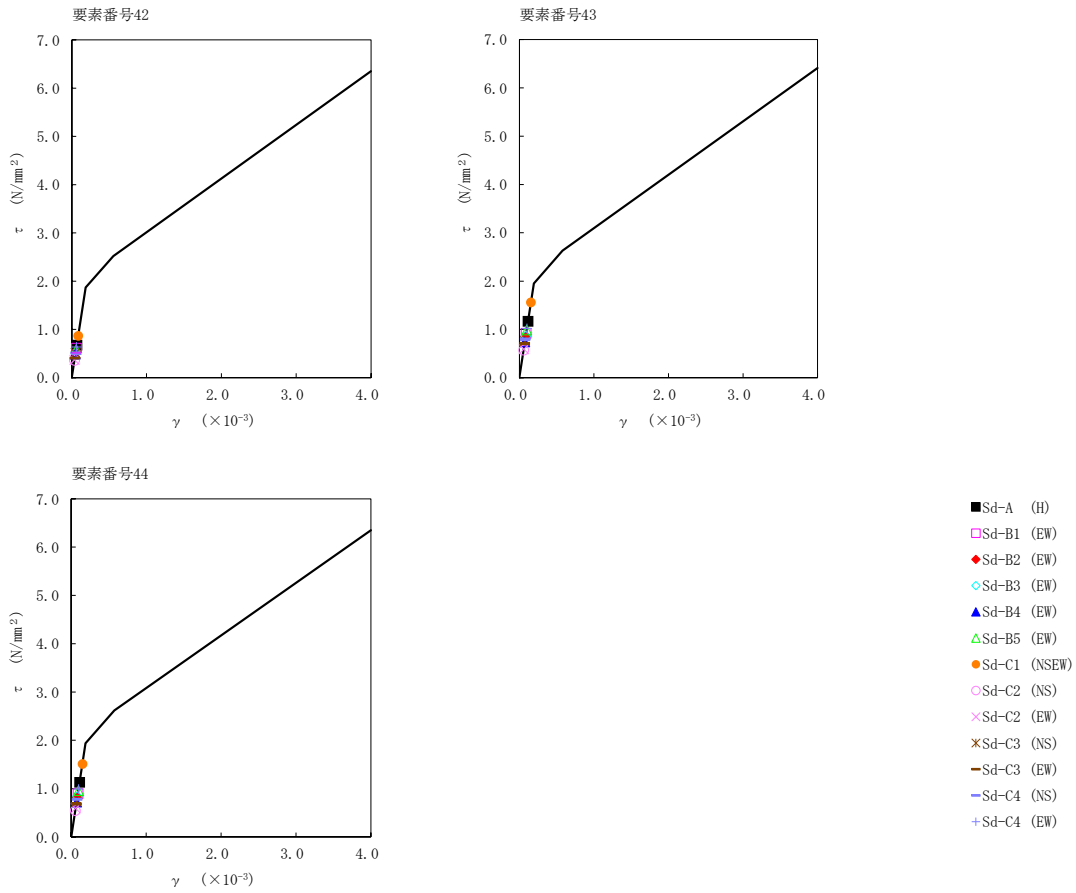 要素番号42
7.0
6.0
5.0
4.0
3.0
2.0
1.0
0.0
τ (N/mm²)
0.0 1.0 2.0 3.0 4.0
γ (×10⁻³)
要素番号43
7.0
6.0
5.0
4.0
3.0
2.0
1.0
0.0
τ (N/mm²)
0.0 1.0 2.0 3.0 4.0
γ (×10⁻³)
要素番号44
7.0
6.0
5.0
4.0
3.0
2.0
1.0
0.0
τ (N/mm²)
0.0 1.0 2.0 3.0 4.0
γ (×10⁻³)
Sd-A (H)
Sd-B1 (EW)
Sd-B2 (EW)
Sd-B3 (EW)
Sd-B4 (EW)
Sd-B5 (EW)
Sd-C1 (NSEW)
Sd-C2 (NS)
Sd-C2 (EW)
Sd-C3 (NS)
Sd-C3 (EW)
Sd-C4 (NS)
Sd-C4 (EW)